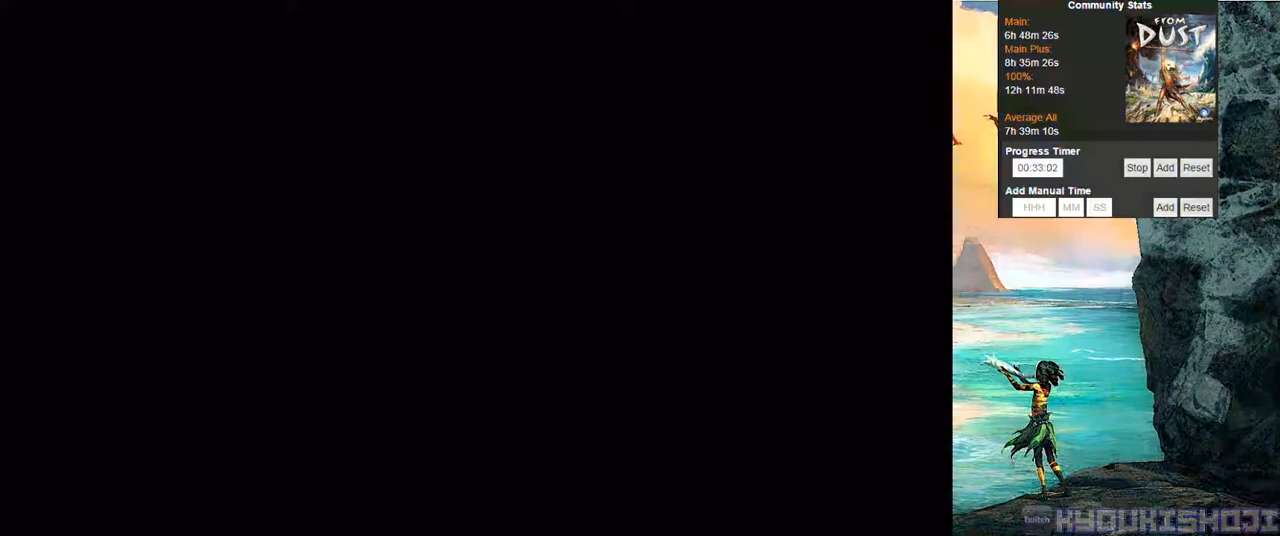 Community Stats
Main:
6h 48m 26s
Main Plus:
8h 35m 26s
100%:
12h 11m 48s
Average All
7h 39m 10s
FROM
DUST
Progress Timer
00:33:02
Stop
Add
Reset
Add Manual Time
HHH
MM
SS
Add
Reset
twitch
KYOUKISHOJI